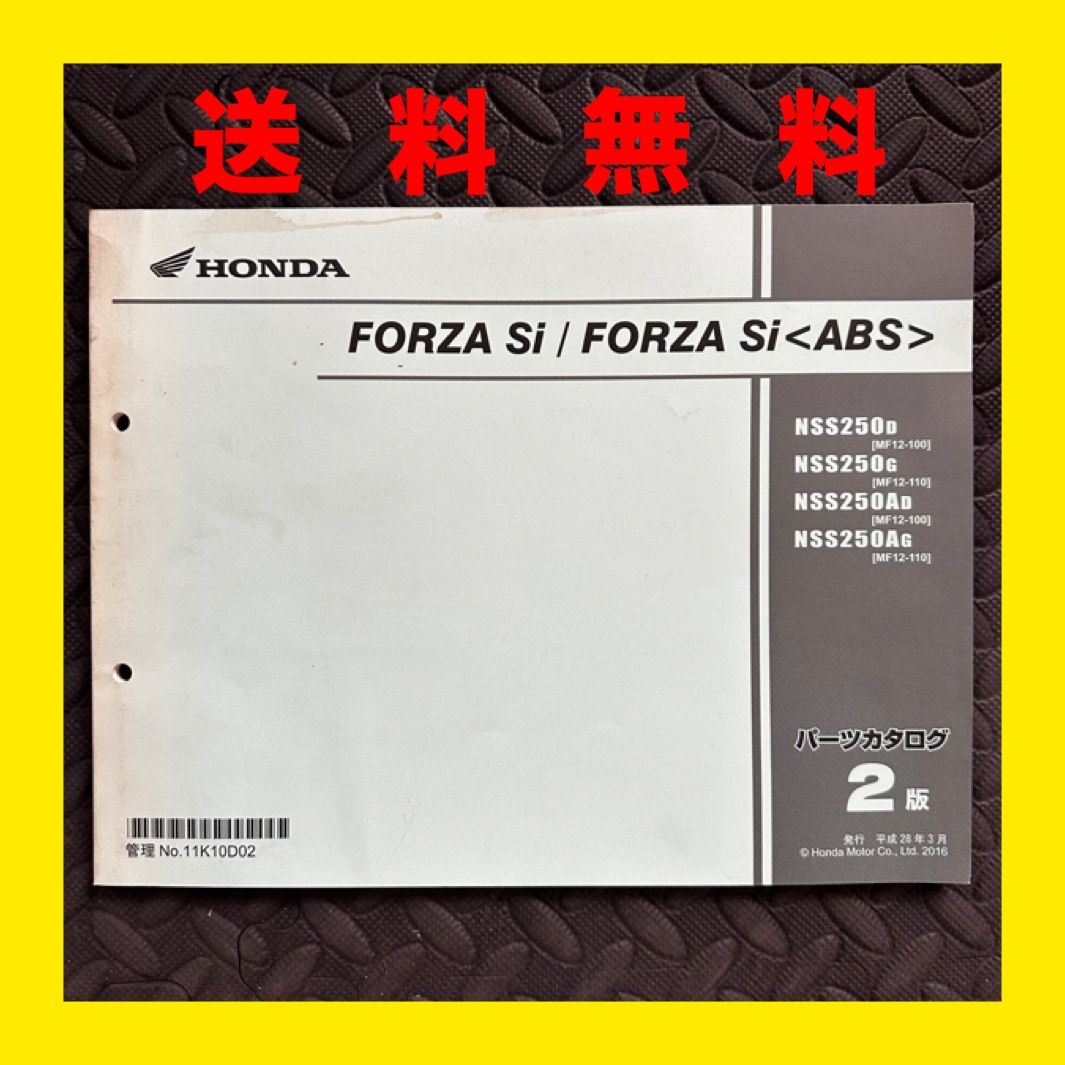 送料無料
HONDA
FORZA Si / FORZA Si<ABS>
NSS250D
[MF12-100]
NSS250G
[MF12-110]
NSS250AD
[MF12-100]
NSS250AG
[MF12-110]
パーツカタログ
2版
発行 平成28年3月
© Honda Motor Co., Ltd. 2016
管理 No.11K10D02